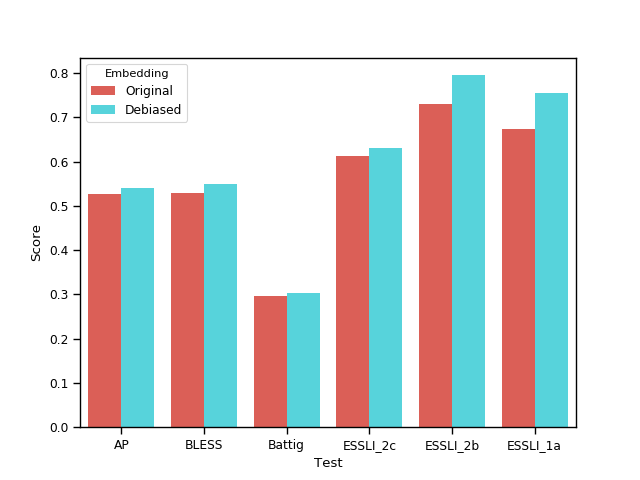 Embedding
Original
Debiased
Score
0.8
0.7
0.6
0.5
0.4
0.3
0.2
0.1
0.0
AP BLESS Battig ESSLI_2c ESSLI_2b ESSLI_1a
Test